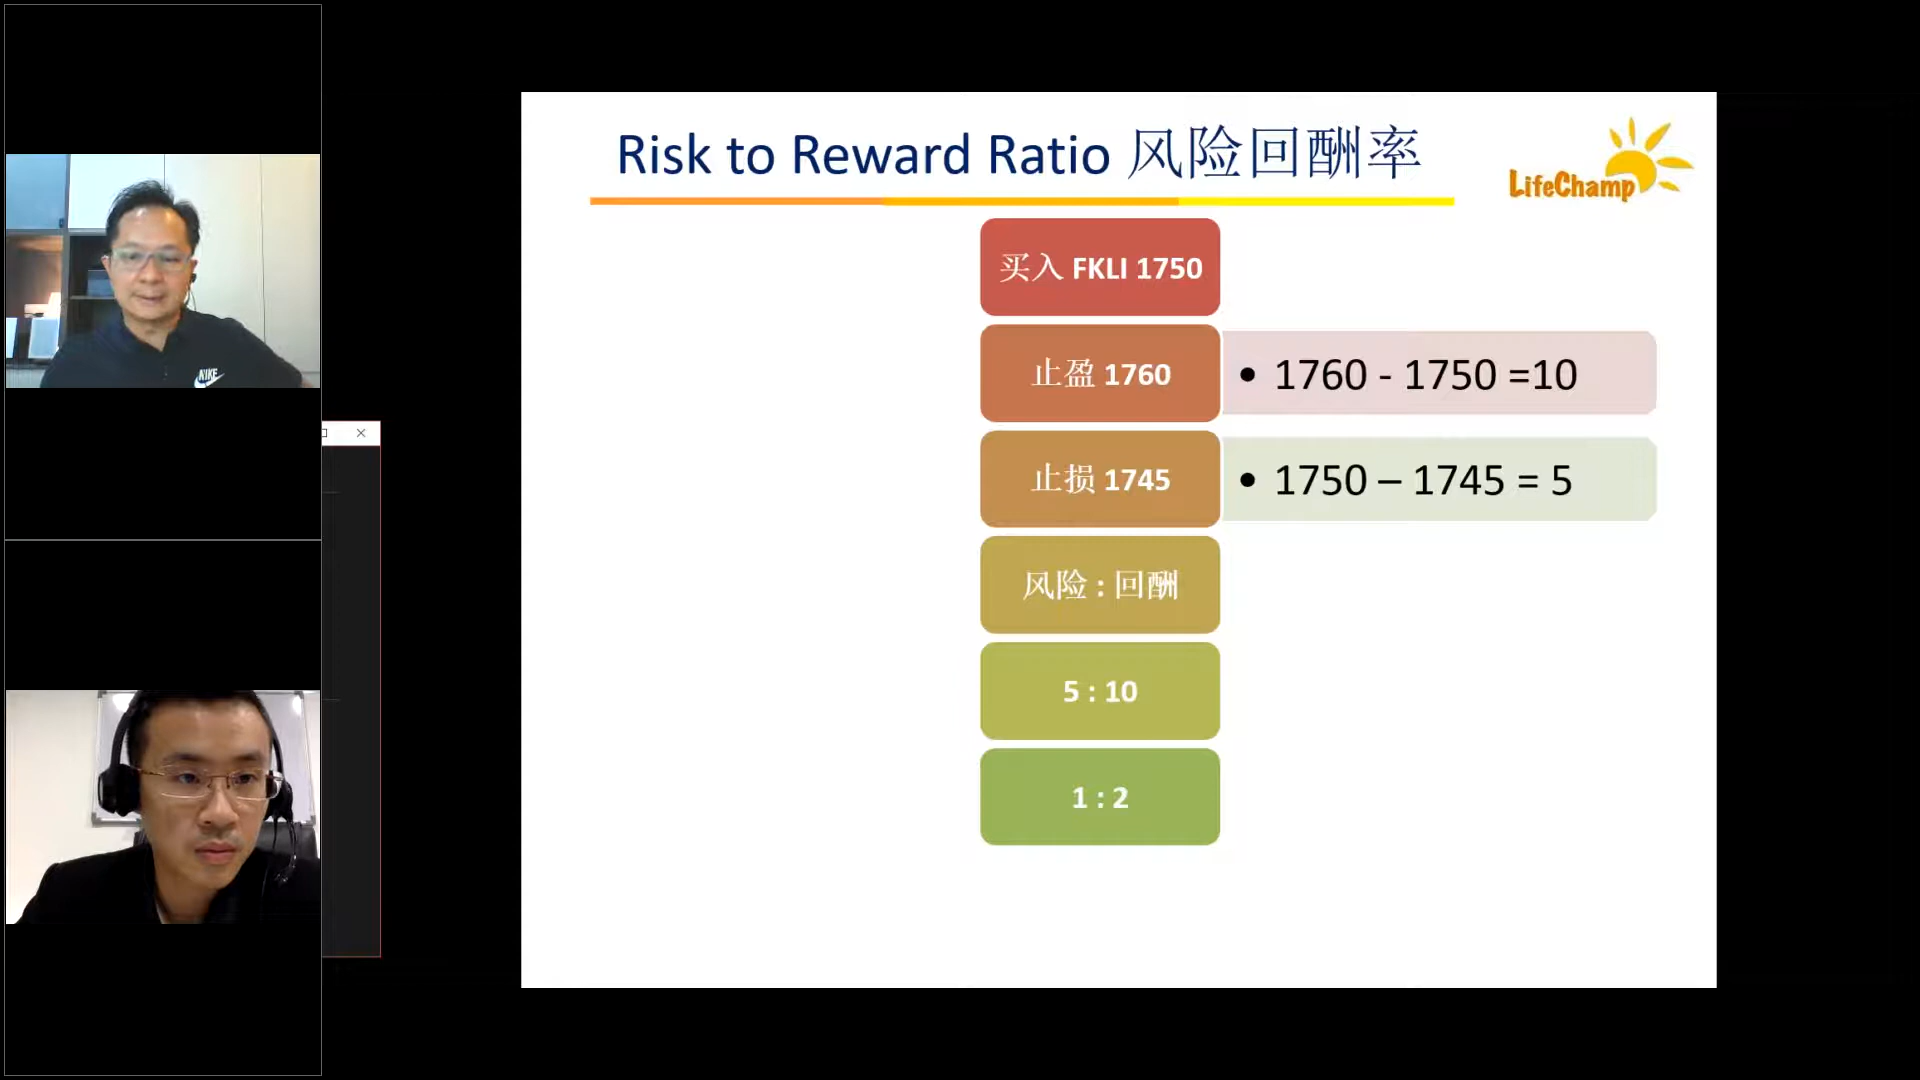 Risk to Reward Ratio 风险回酬率
LifeChamp
买入 FKLI 1750
止盈 1760
• 1760 - 1750 =10
止损 1745
• 1750 – 1745 = 5
风险 : 回酬
5 : 10
1 : 2
NIKE